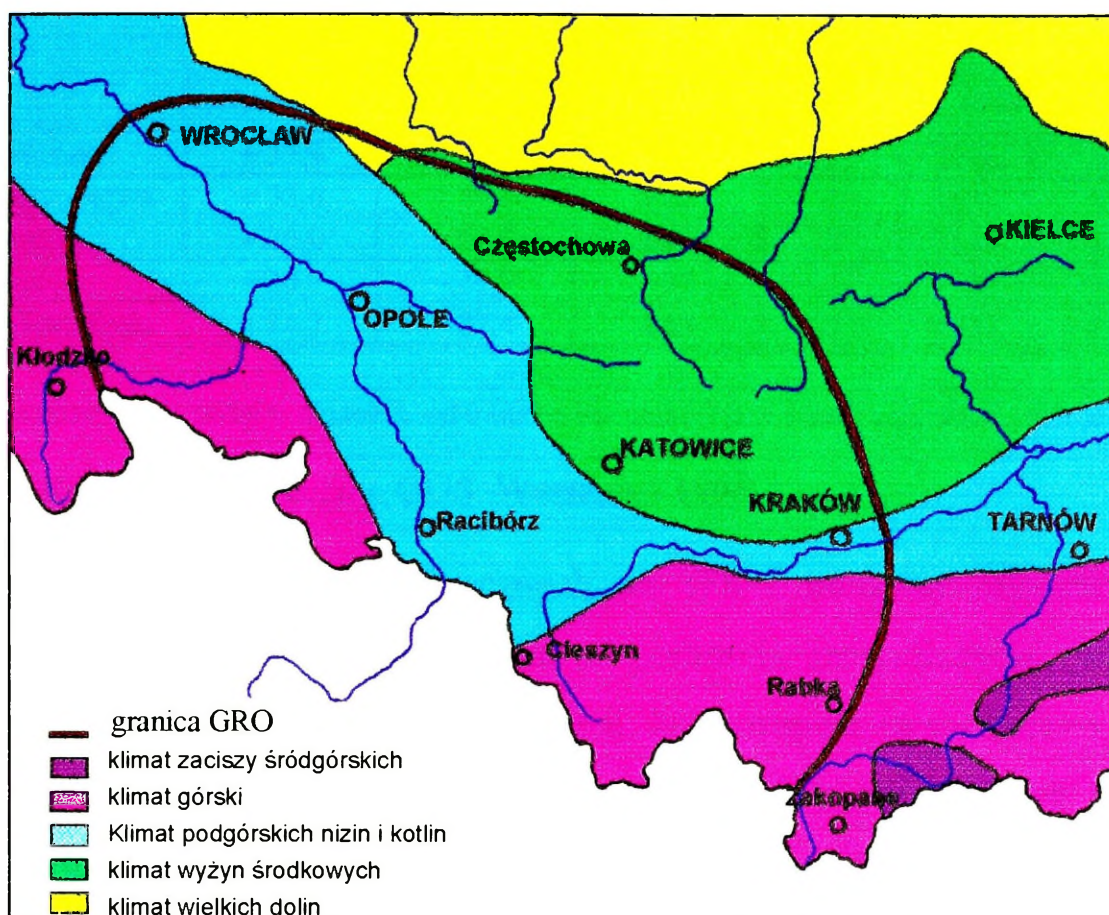 WROCŁAW
KIELCE
Częstochowa
OPOLE
Kłodzko
KATOWICE
KRAKÓW
Racibórz
TARNÓW
Cieszyn
Rabka
Zakopane
granica GRO
klimat zaciszy śródgórskich
klimat górski
Klimat podgórskich nizin i kotlin
klimat wyżyn środkowych
klimat wielkich dolin